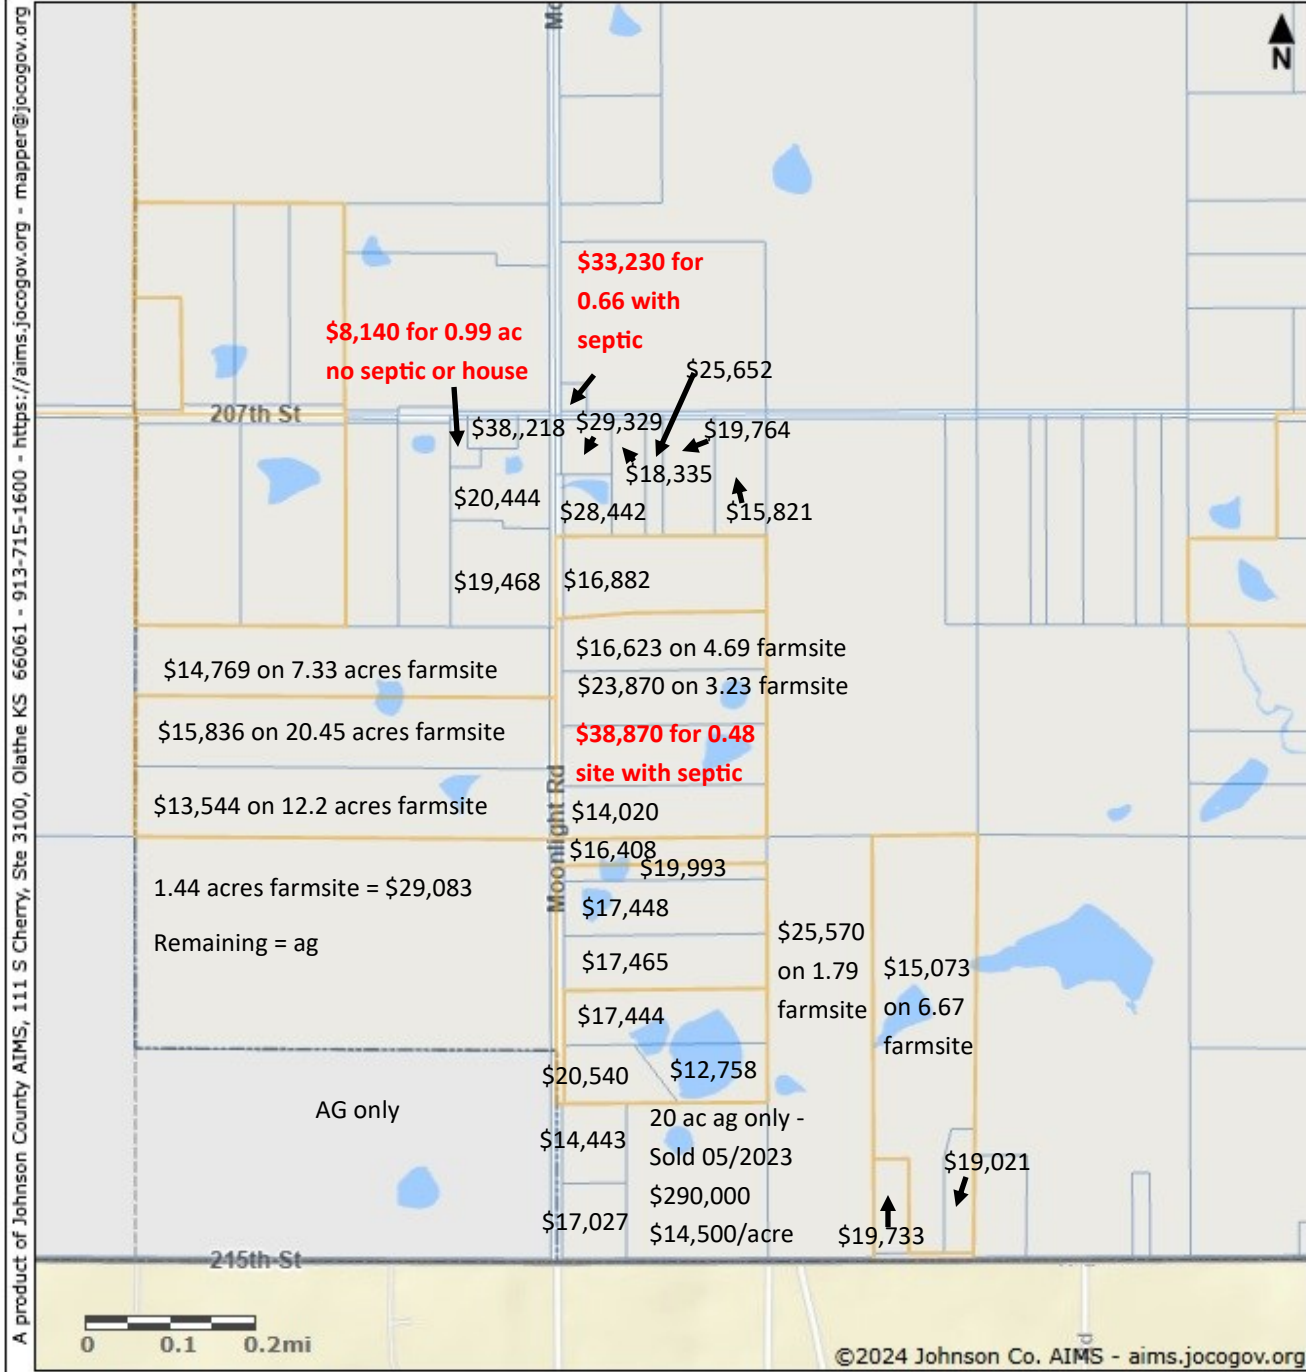 A product of Johnson County AIMS, 111 S Cherry, Ste 3100, Olathe KS 66061 - 913-715-1600 - https://aims.jocogov.org - mapper@jocogov.org
N
$33,230 for
0.66 with
septic
$8,140 for 0.99 ac
no septic or house
$25,652
207th St
$38,,218
$29,329
$19,764
$18,335
$20,444
$28,442
$15,821
$19,468
$16,882
$14,769 on 7.33 acres farmsite
$16,623 on 4.69 farmsite
$23,870 on 3.23 farmsite
$15,836 on 20.45 acres farmsite
$38,870 for 0.48
site with septic
$13,544 on 12.2 acres farmsite
Moonlight Rd
$14,020
$16,408
$19,993
1.44 acres farmsite = $29,083
Remaining = ag
$17,448
$17,465
$25,570
on 1.79
farmsite
$15,073
on 6.67
farmsite
$17,444
$20,540
$12,758
AG only
20 ac ag only -
Sold 05/2023
$290,000
$14,500/acre
$14,443
$17,027
$19,021
$19,733
215th St
0 0.1 0.2mi
©2024 Johnson Co. AIMS - aims.jocogov.org